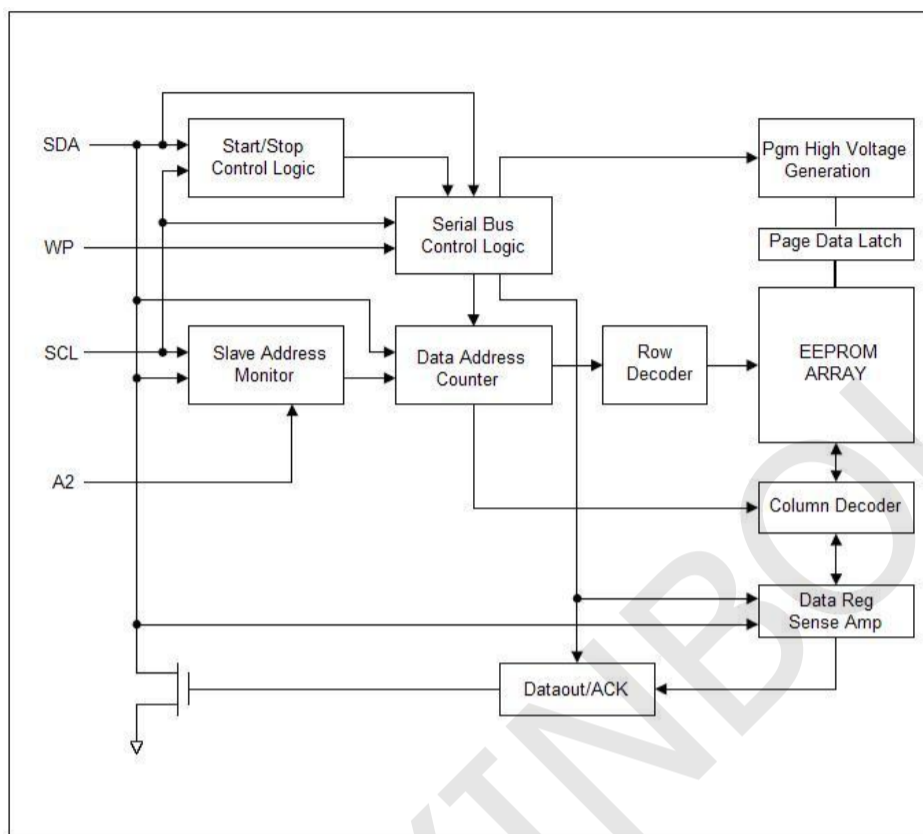 SDA
Start/Stop
Control Logic
Pgm High Voltage
Generation
WP
Serial Bus
Control Logic
Page Data Latch
SCL
Slave Address
Monitor
Data Address
Counter
Row
Decoder
EEPROM
ARRAY
A2
Column Decoder
Data Reg
Sense Amp
Dataout/ACK